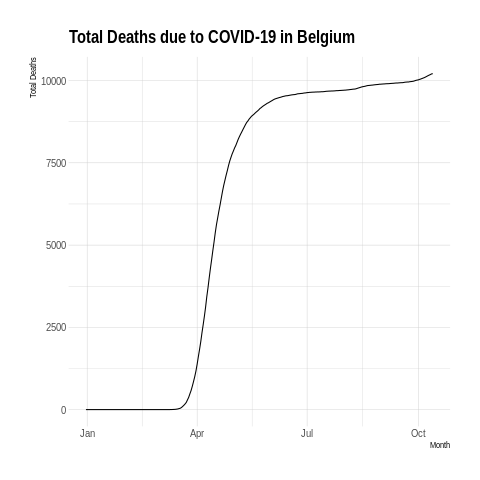 Total Deaths due to COVID-19 in Belgium
Total Deaths
10000
7500
5000
2500
0
Jan Apr Jul Oct
Month